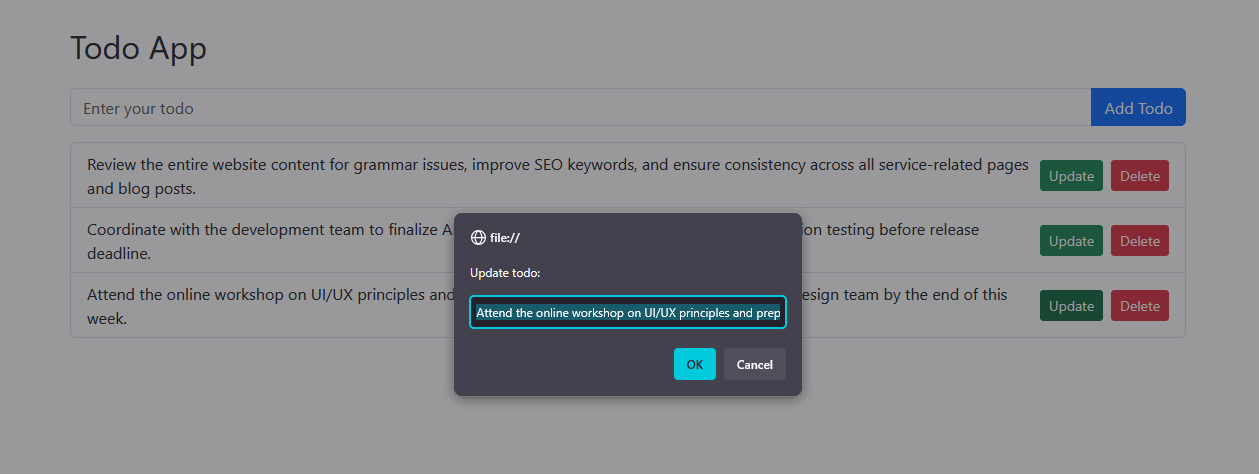 Todo App
Enter your todo
Add Todo
Review the entire website content for grammar issues, improve SEO keywords, and ensure consistency across all service-related pages
and blog posts.
Update
Delete
Coordinate with the development team to finalize A
ion testing before release
deadline.
Update
Delete
Attend the online workshop on UI/UX principles and
esign team by the end of this
week.
Update
Delete
file://
Update todo:
Attend the online workshop on UI/UX principles and prep
OK
Cancel